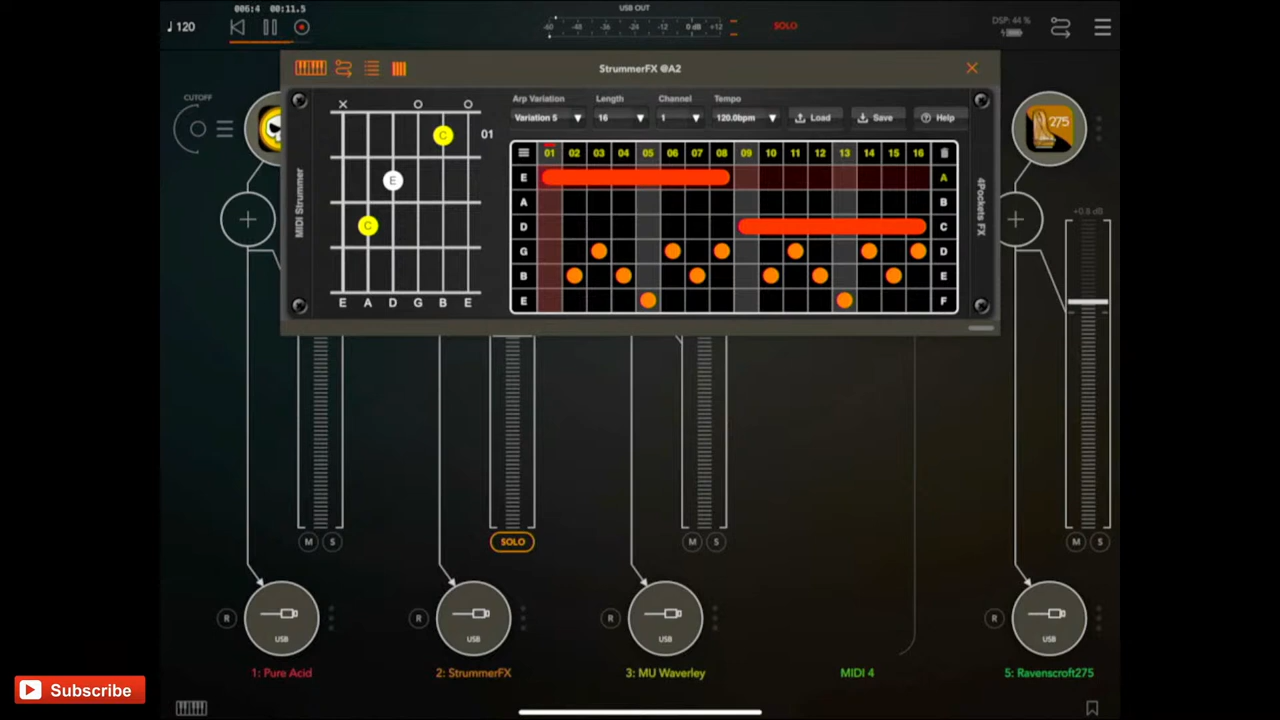 006:4 00:11.5
USB OUT
♩ 120
-60 -48 -36 -24 -12 0 dB +12
SOLO
DSP: 44 %
StrummerFX @A2
CUTOFF
275
Arp Variation Length Channel Tempo
Variation 5 16 1 120.0bpm Load Save Help
X O O
01
C
E
C
E A D G B E
MIDI Strummer
01 02 03 04 05 06 07 08 09 10 11 12 13 14 15 16
E A
A B
D C
G D
B E
E F
4Pockets FX
+0.8 dB
M S
SOLO
M S
M S
R USB
R USB
R USB
R USB
1: Pure Acid
2: StrummerFX
3: MU Waverley
MIDI 4
5: Ravenscroft275
Subscribe